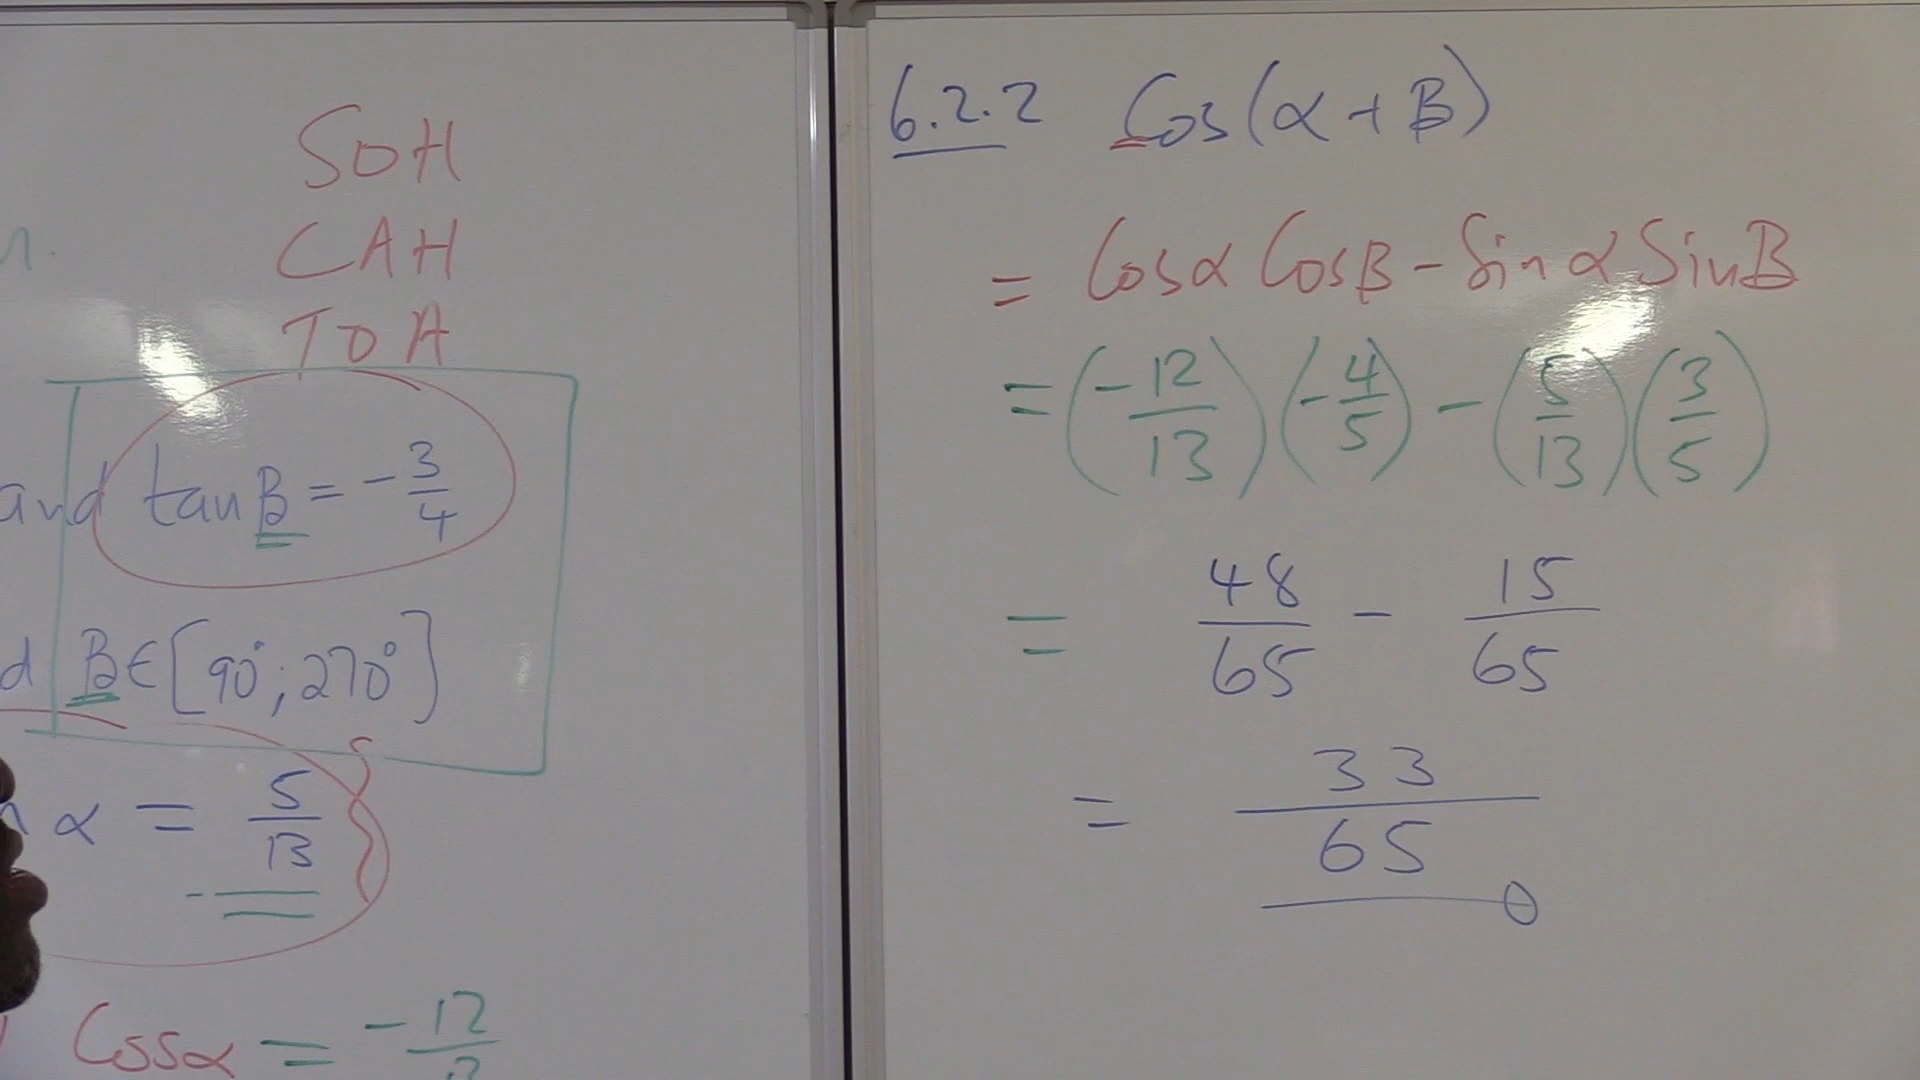 SOH
CAH
TOA
and tan B = - 3/4
d B ∈ [90°; 270°]
α = 5/13
Cosα = -12/
6.2.2 Cos(α + B)
= Cosα CosB - Sin α SinB
= (-12/13)(-4/5) - (5/13)(3/5)
= 48/65 - 15/65
= 33/65